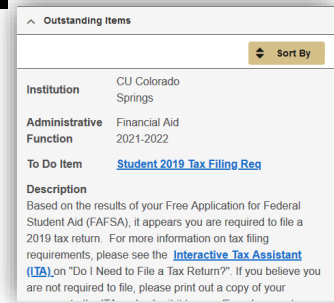 Outstanding Items
Sort By
Institution CU Colorado
Springs
Administrative Financial Aid
Function 2021-2022
To Do Item Student 2019 Tax Filing Req
Description
Based on the results of your Free Application for Federal
Student Aid (FAFSA), it appears you are required to file a
2019 tax return. For more information on tax filing
requirements, please see the Interactive Tax Assistant
(ITA) on "Do I Need to File a Tax Return?". If you believe you
are not required to file, please print out a copy of your